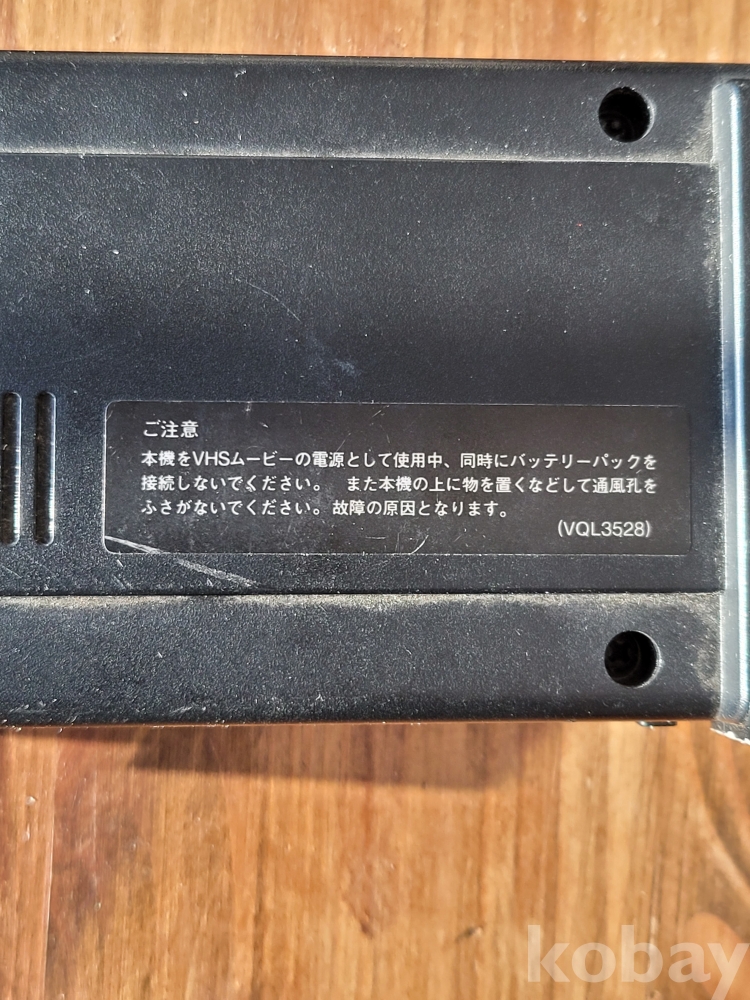 ご注意
本機をVHSムービーの電源として使用中、同時にバッテリーパックを
接続しないでください。 また本機の上に物を置くなどして通風孔を
ふさがないでください。故障の原因となります。
(VQL3528)
kobay